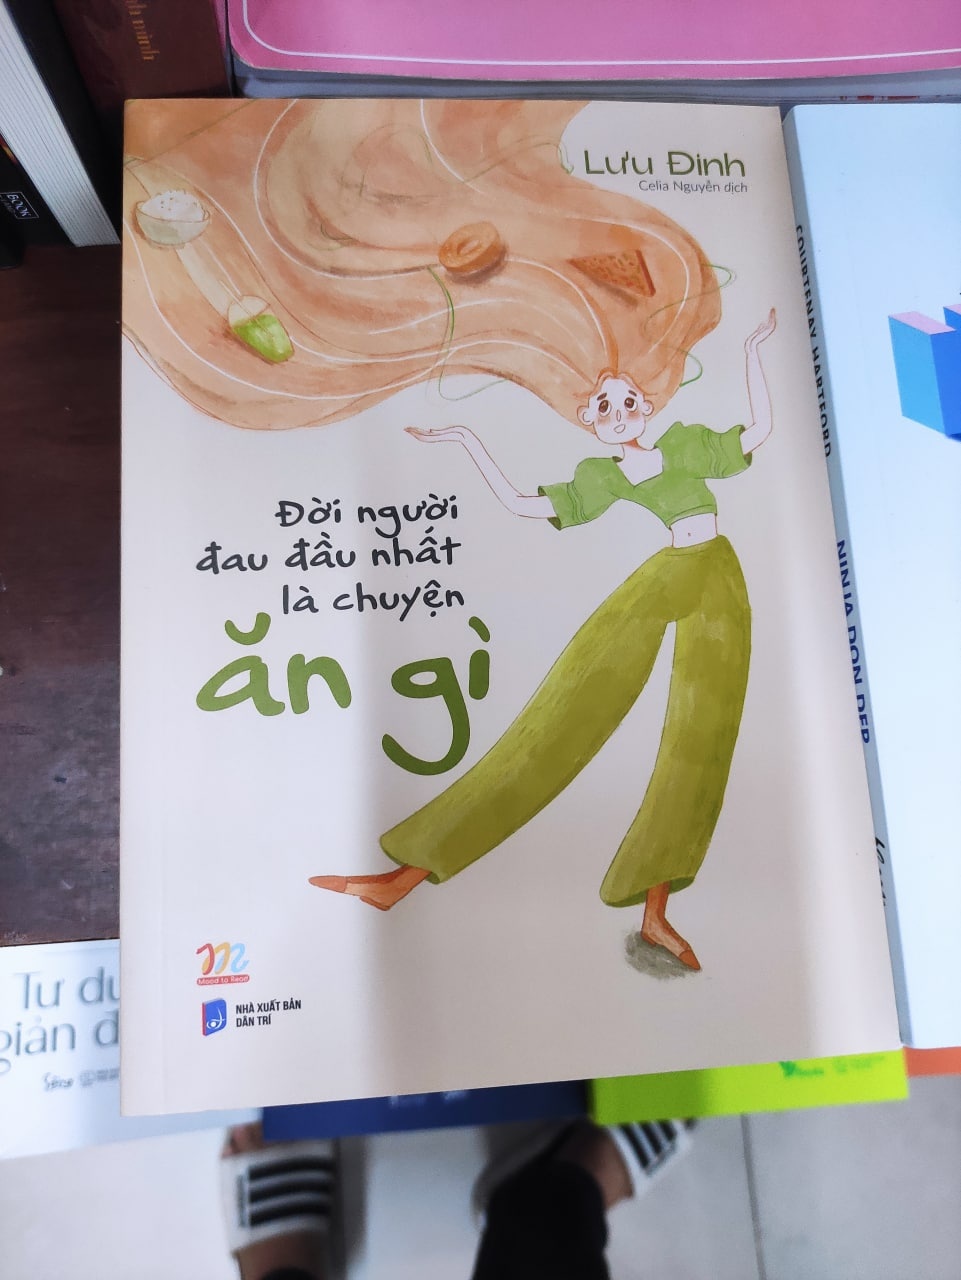 Lưu Đinh
Celia Nguyễn dịch
Đời người
đau đầu nhất
là chuyện
ăn gì
Mood to Read
NHÀ XUẤT BẢN
DÂN TRÍ
COURTENAY HARTFORD
NINJA DỌN DẸP
BOOK
Tư du
giản đ